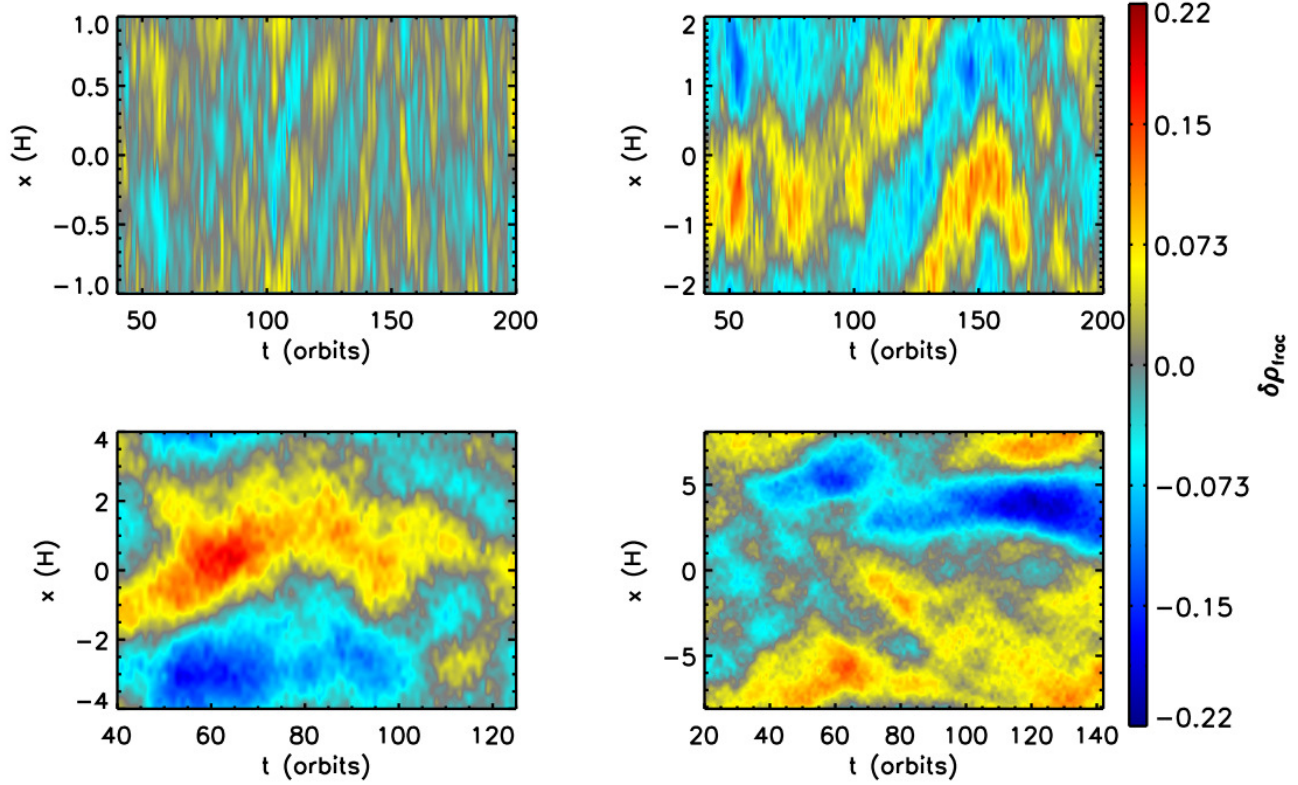 1.0
0.5
0.0
−0.5
−1.0
x (H)
50 100 150 200
t (orbits)
2
1
0
−1
−2
x (H)
50 100 150 200
t (orbits)
4
2
0
−2
−4
x (H)
40 60 80 100 120
t (orbits)
5
0
−5
x (H)
20 40 60 80 100 120 140
t (orbits)
0.22
0.15
0.073
0.0
−0.073
−0.15
−0.22
δρfrac